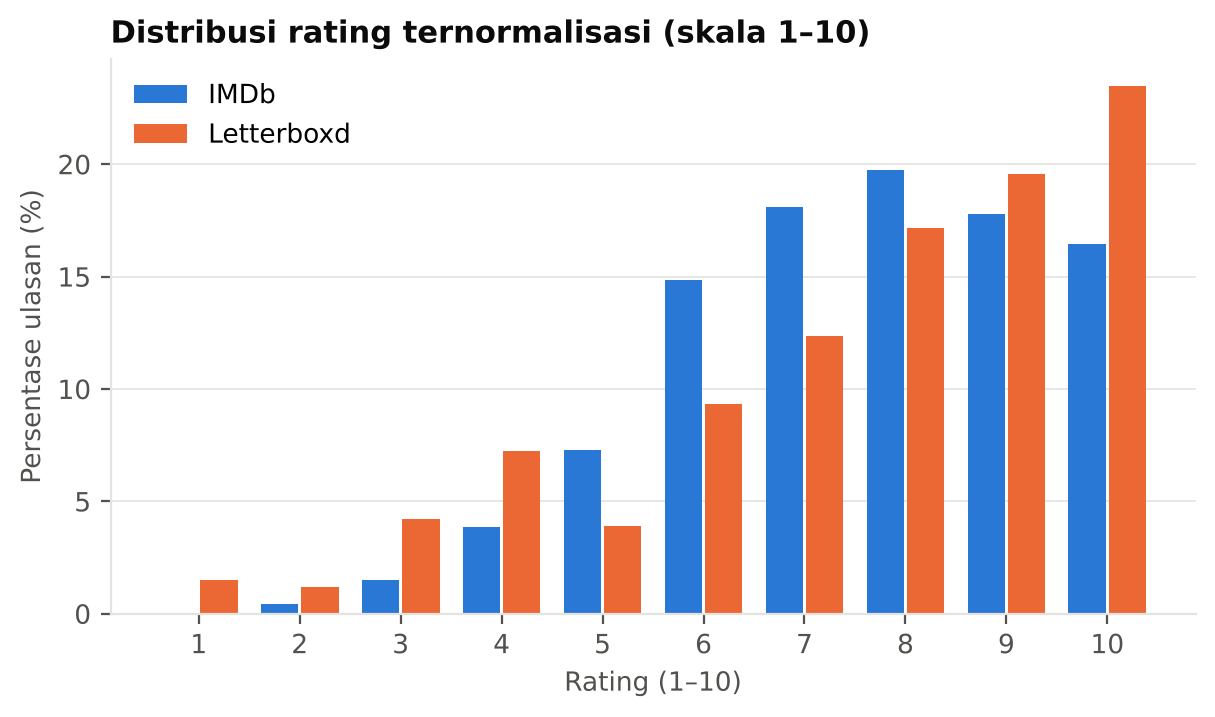 Distribusi rating ternormalisasi (skala 1–10)
IMDb
Letterboxd
Persentase ulasan (%)
20
15
10
5
0
1 2 3 4 5 6 7 8 9 10
Rating (1–10)